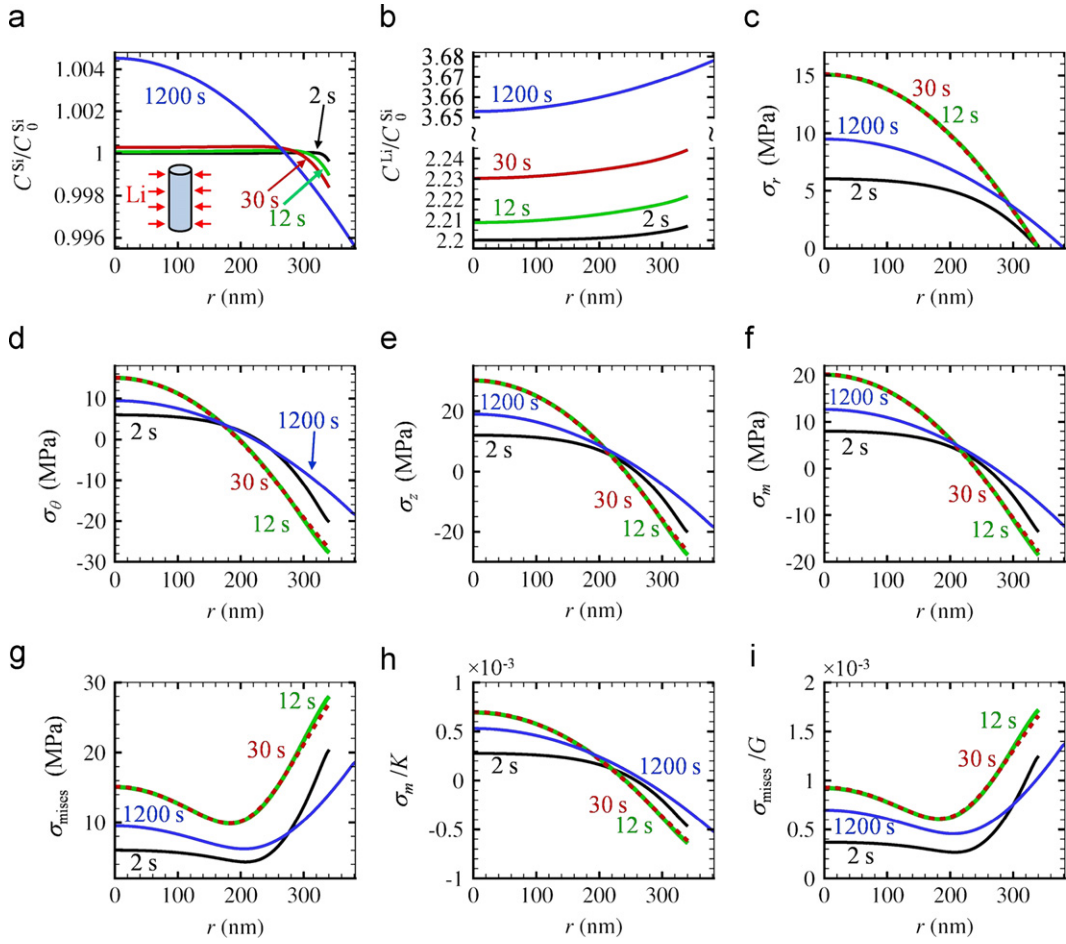 a
C^Si/C_0^Si
1.004
1.002
1
0.998
0.996
1200 s
2 s
30 s
12 s
Li
0 100 200 300
r (nm)
b
C^Li/C_0^Si
3.68
3.67
3.66
3.65
≈ ≈
2.24
2.23
2.22
2.21
2.2
1200 s
30 s
12 s
2 s
0 100 200 300
r (nm)
c
σ_r (MPa)
15
10
5
0
30 s
12 s
1200 s
2 s
0 100 200 300
r (nm)
d
σ_θ (MPa)
10
0
-10
-20
-30
2 s
1200 s
30 s
12 s
0 100 200 300
r (nm)
e
σ_z (MPa)
20
0
-20
1200 s
2 s
30 s
12 s
0 100 200 300
r (nm)
f
σ_m (MPa)
20
10
0
-10
-20
1200 s
2 s
30 s
12 s
0 100 200 300
r (nm)
g
σ_mises (MPa)
30
20
10
12 s
30 s
1200 s
2 s
0 100 200 300
r (nm)
h
×10^-3
σ_m /K
1
0.5
0
-0.5
-1
2 s
1200 s
30 s
12 s
0 100 200 300
r (nm)
i
×10^-3
σ_mises /G
2
1.5
1
0.5
0
12 s
30 s
1200 s
2 s
0 100 200 300
r (nm)